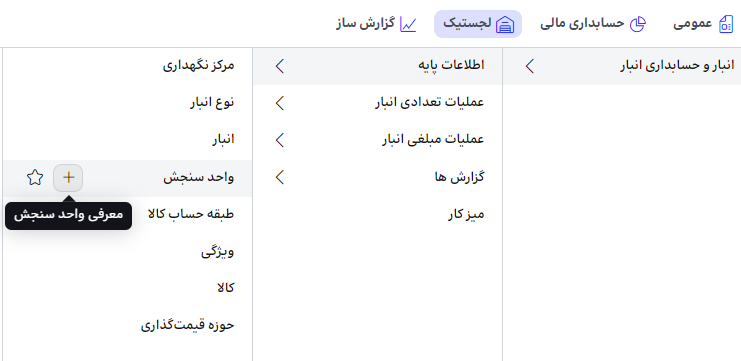 عمومی
حسابداری مالی
لجستیک
گزارش ساز
انبار و حسابداری انبار
اطلاعات پایه
عملیات تعدادی انبار
عملیات مبلغی انبار
گزارش ها
میز کار
مرکز نگهداری
نوع انبار
انبار
واحد سنجش
معرفی واحد سنجش
طبقه حساب کالا
ویژگی
کالا
حوزه قیمت‌گذاری